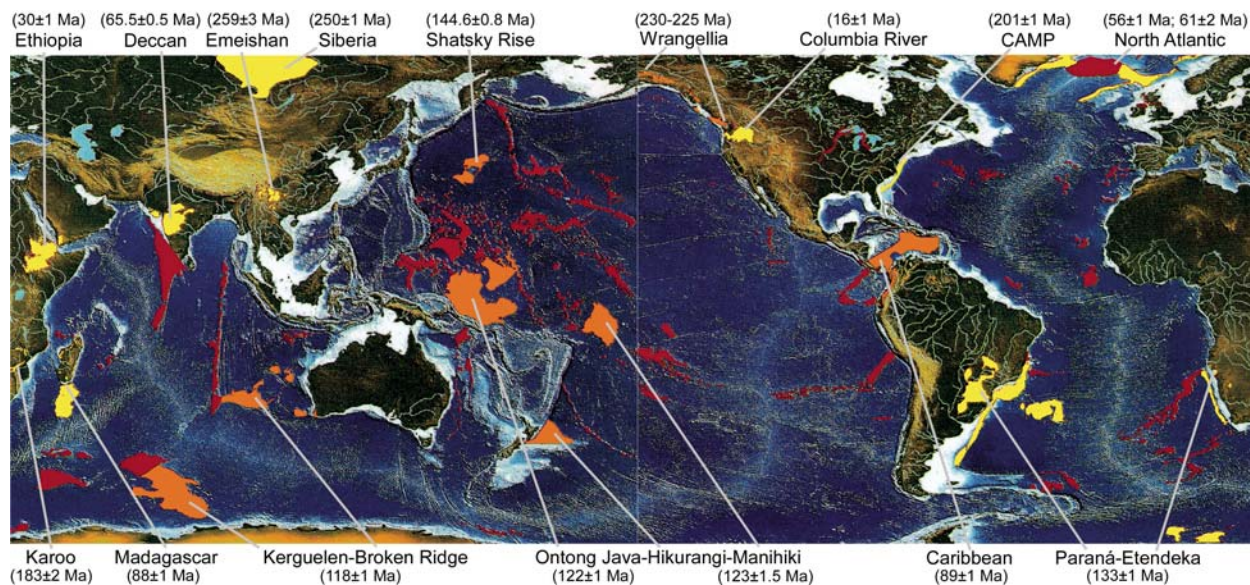 (30±1 Ma) (65.5±0.5 Ma) (259±3 Ma) (250±1 Ma) (144.6±0.8 Ma) (230-225 Ma) (16±1 Ma) (201±1 Ma) (56±1 Ma; 61±2 Ma)
Ethiopia Deccan Emeishan Siberia Shatsky Rise Wrangellia Columbia River CAMP North Atlantic
Karoo Madagascar Kerguelen-Broken Ridge Ontong Java-Hikurangi-Manihiki Caribbean Paraná-Etendeka
(183±2 Ma) (88±1 Ma) (118±1 Ma) (122±1 Ma) (123±1.5 Ma) (89±1 Ma) (133±1 Ma)